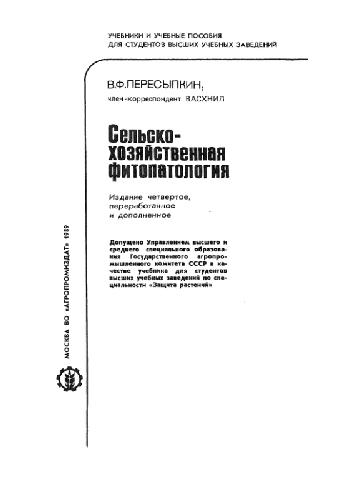 УЧЕБНИКИ И УЧЕБНЫЕ ПОСОБИЯ
ДЛЯ СТУДЕНТОВ ВЫСШИХ УЧЕБНЫХ ЗАВЕДЕНИЙ
В.Ф.ПЕРЕСЫПКИН,
член-корреспондент ВАСХНИЛ
Сельско-
хозяйственная
фитопатология
Издание четвертое,
переработанное
и дополненное
Допущено Управлением высшего и
среднего специального образова-
ния Государственного агропро-
мышленного комитета СССР в ка-
честве учебника для студентов
высших учебных заведений по спе-
циальности «Защита растений»
МОСКВА ВО «АГРОПРОМИЗДАТ» 1989